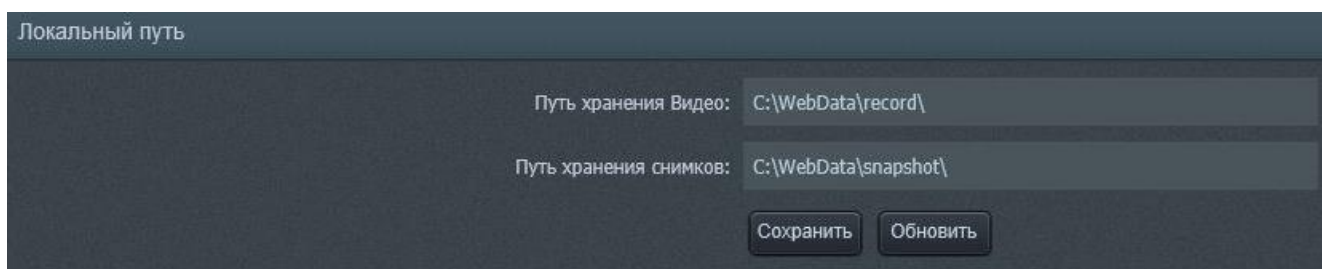 Локальный путь
Путь хранения Видео: C:\WebData\record\
Путь хранения снимков: C:\WebData\snapshot\
Сохранить Обновить